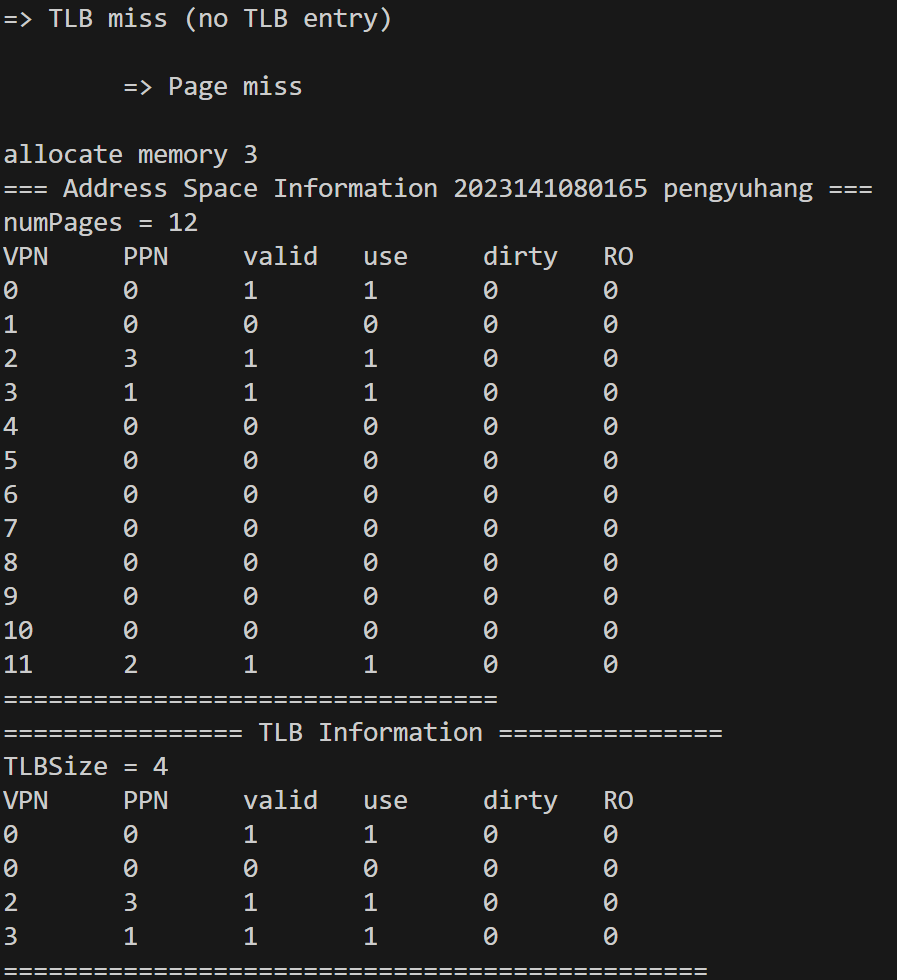 => TLB miss (no TLB entry)
=> Page miss
allocate memory 3
=== Address Space Information 2023141080165 pengyuhang ===
numPages = 12
VPN PPN valid use dirty RO
0 0 1 1 0 0
1 0 0 0 0 0
2 3 1 1 0 0
3 1 1 1 0 0
4 0 0 0 0 0
5 0 0 0 0 0
6 0 0 0 0 0
7 0 0 0 0 0
8 0 0 0 0 0
9 0 0 0 0 0
10 0 0 0 0 0
11 2 1 1 0 0
=================================
================ TLB Information ===============
TLBSize = 4
VPN PPN valid use dirty RO
0 0 1 1 0 0
0 0 0 0 0 0
2 3 1 1 0 0
3 1 1 1 0 0
===============================================